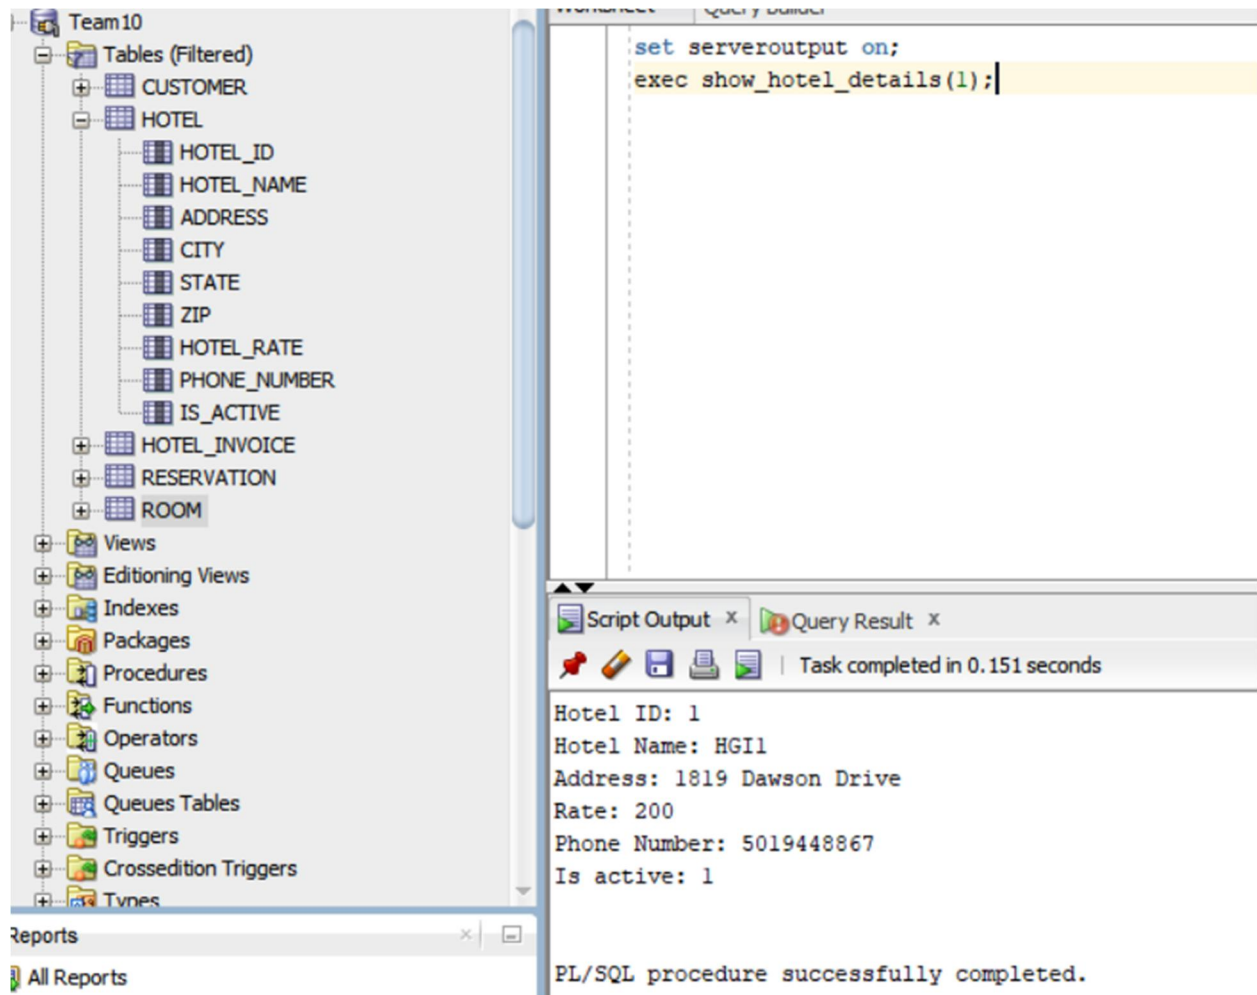 Team10
Tables (Filtered)
CUSTOMER
HOTEL
HOTEL_ID
HOTEL_NAME
ADDRESS
CITY
STATE
ZIP
HOTEL_RATE
PHONE_NUMBER
IS_ACTIVE
HOTEL_INVOICE
RESERVATION
ROOM
Views
Editioning Views
Indexes
Packages
Procedures
Functions
Operators
Queues
Queues Tables
Triggers
Crossedition Triggers
Types
Reports
All Reports
Worksheet Query Builder
set serveroutput on;
exec show_hotel_details(1);
Script Output x Query Result x
Task completed in 0.151 seconds
Hotel ID: 1
Hotel Name: HGI1
Address: 1819 Dawson Drive
Rate: 200
Phone Number: 5019448867
Is active: 1
PL/SQL procedure successfully completed.